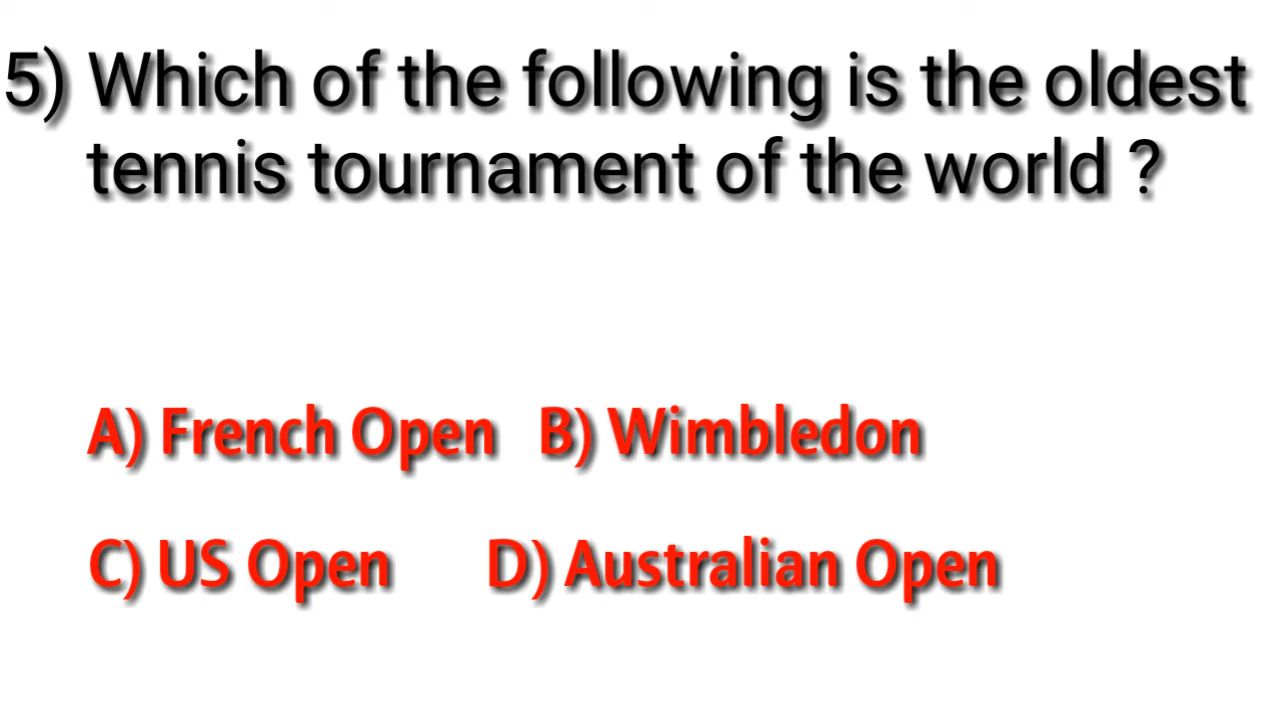 5) Which of the following is the oldest
tennis tournament of the world ?
A) French Open B) Wimbledon
C) US Open D) Australian Open